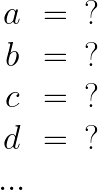 a = ?
b = ?
c = ?
d = ?
...